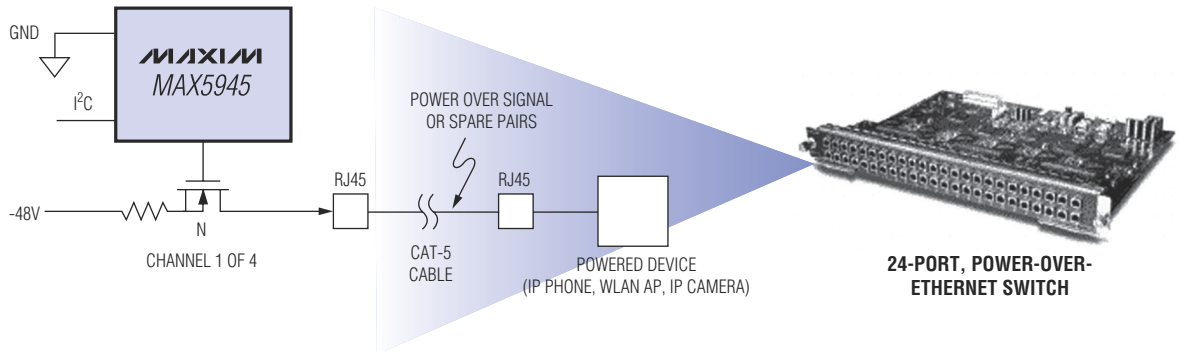 GND
MAXIM
MAX5945
I²C
-48V
N
CHANNEL 1 OF 4
RJ45
POWER OVER SIGNAL
OR SPARE PAIRS
CAT-5
CABLE
RJ45
POWERED DEVICE
(IP PHONE, WLAN AP, IP CAMERA)
24-PORT, POWER-OVER-
ETHERNET SWITCH